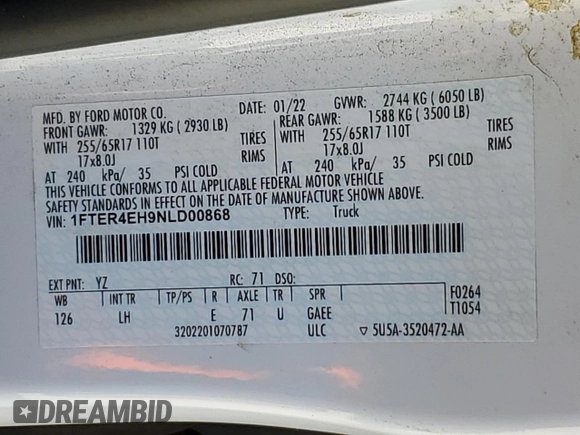 MFD. BY FORD MOTOR CO. DATE: 01/22 GVWR: 2744 KG ( 6050 LB)
FRONT GAWR: 1329 KG ( 2930 LB) REAR GAWR: 1588 KG ( 3500 LB)
WITH 255/65R17 110T TIRES WITH 255/65R17 110T TIRES
17x8.0J RIMS 17x8.0J RIMS
AT 240 kPa/ 35 PSI COLD AT 240 kPa/ 35 PSI COLD
THIS VEHICLE CONFORMS TO ALL APPLICABLE FEDERAL MOTOR VEHICLE
SAFETY STANDARDS IN EFFECT ON THE DATE OF MANUFACTURE SHOWN ABOVE.
VIN: 1FTER4EH9NLD00868 TYPE: Truck
EXT PNT: YZ RC: 71 DSO:
WB INT TR TP/PS R AXLE TR SPR F0264
126 LH E 71 U GAEE T1054
3202201070787 ULC ▽ 5U5A-3520472-AA
DREAMBID